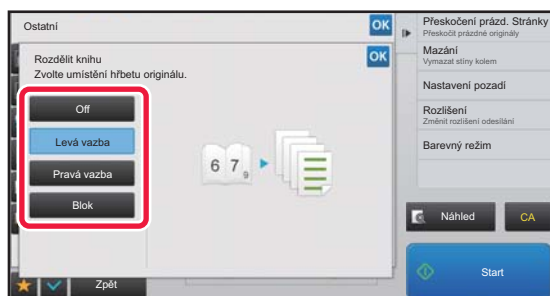 Ostatní
OK
Rozdělit knihu
Zvolte umístění hřbetu originálu.
OK
Off
Levá vazba
Pravá vazba
Blok
6 7
9
Zpět
Přeskočení prázd. Stránky
Přeskočit prázdné originály
Mazání
Vymazat stíny kolem
Nastavení pozadí
Rozlišení
Změnit rozlišení odesílání
Barevný režim
Náhled
CA
Start